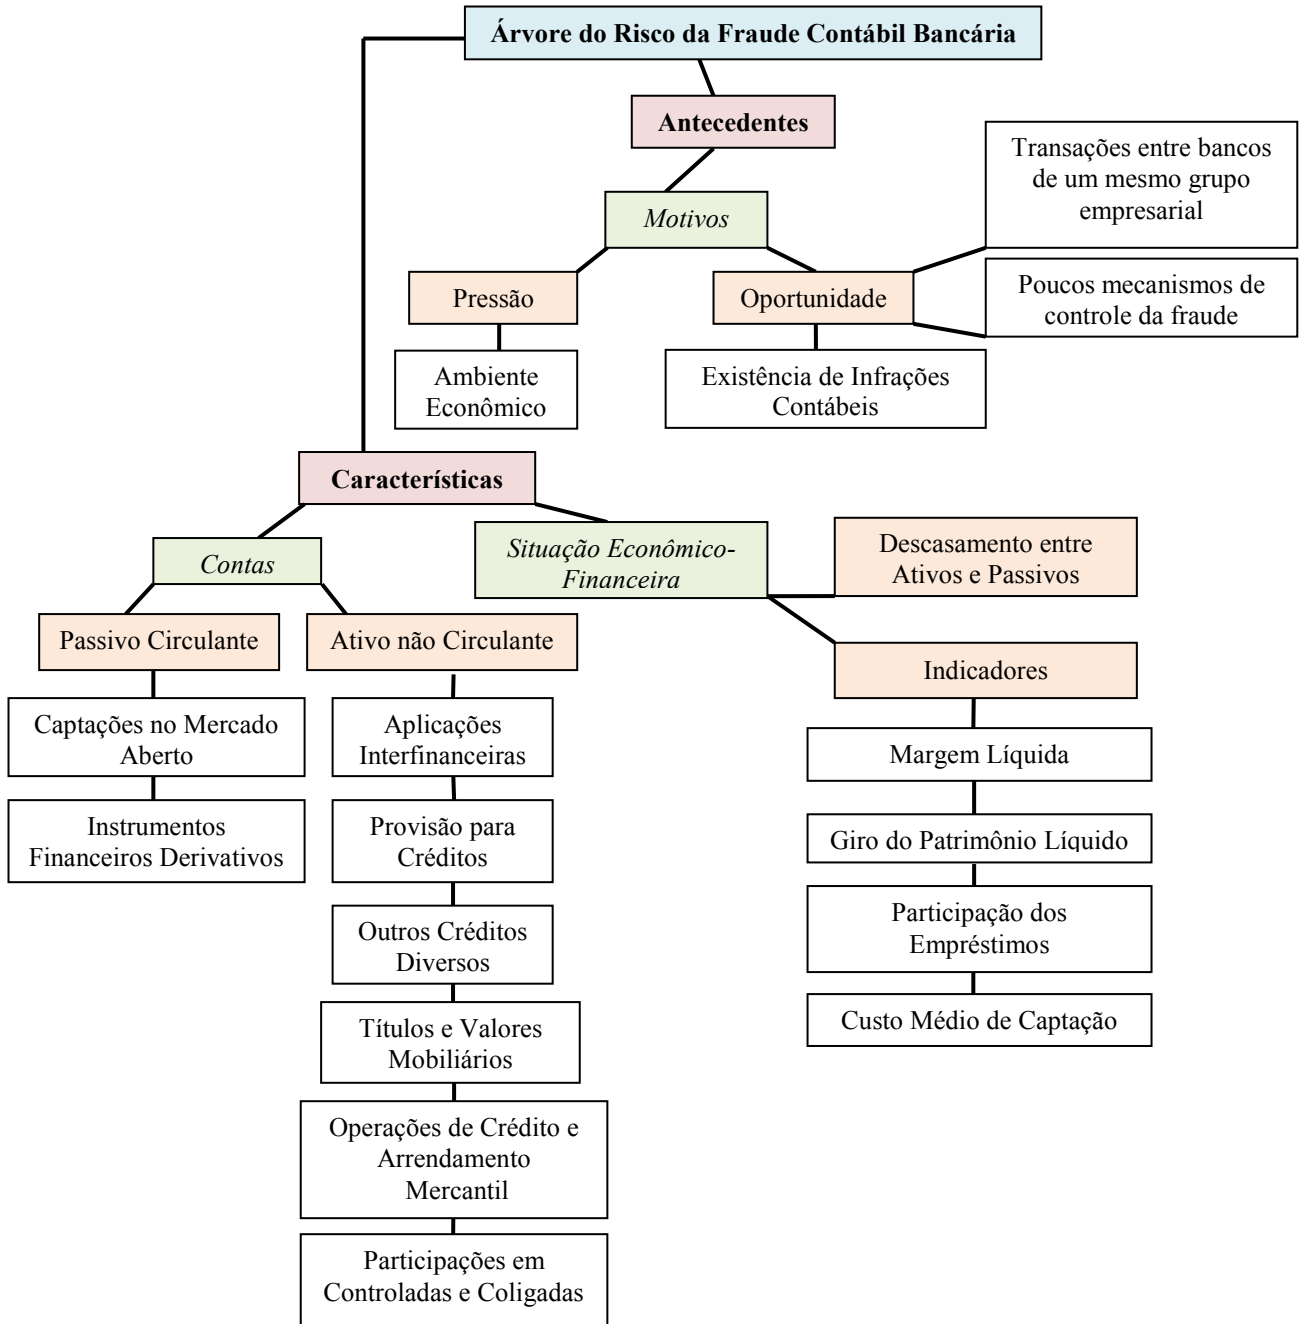 Árvore do Risco da Fraude Contábil Bancária
Antecedentes
Motivos
Pressão
Ambiente
Econômico
Oportunidade
Transações entre bancos
de um mesmo grupo
empresarial
Poucos mecanismos de
controle da fraude
Existência de Infrações
Contábeis
Características
Contas
Passivo Circulante
Captações no Mercado
Aberto
Instrumentos
Financeiros Derivativos
Ativo não Circulante
Aplicações
Interfinanceiras
Provisão para
Créditos
Outros Créditos
Diversos
Títulos e Valores
Mobiliários
Operações de Crédito e
Arrendamento
Mercantil
Participações em
Controladas e Coligadas
Situação Econômico-
Financeira
Descasamento entre
Ativos e Passivos
Indicadores
Margem Líquida
Giro do Patrimônio Líquido
Participação dos
Empréstimos
Custo Médio de Captação